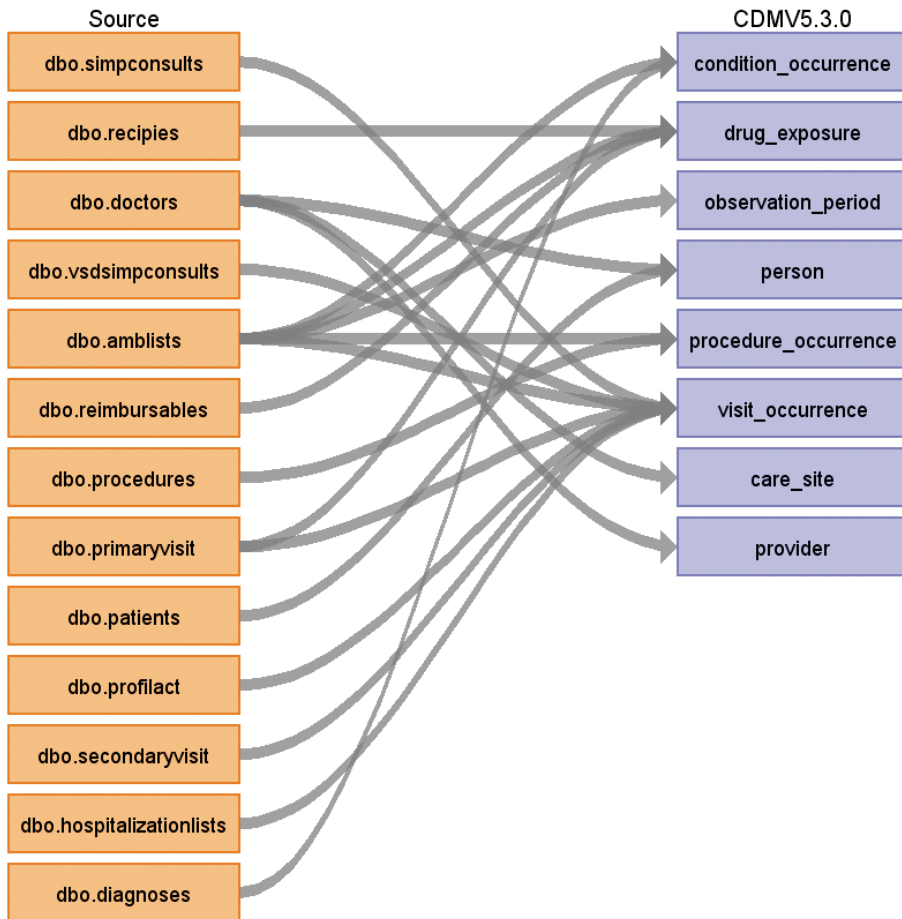 Source
CDMV5.3.0
dbo.simpconsults
condition_occurrence
dbo.recipies
drug_exposure
dbo.doctors
observation_period
dbo.vsdsimpconsults
person
dbo.amblists
procedure_occurrence
dbo.reimbursables
visit_occurrence
dbo.procedures
care_site
dbo.primaryvisit
provider
dbo.patients
dbo.profilact
dbo.secondaryvisit
dbo.hospitalizationlists
dbo.diagnoses